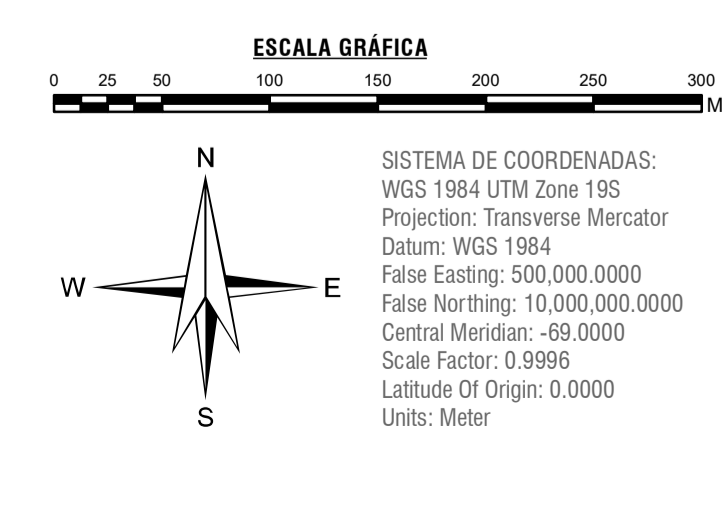 ESCALA GRÁFICA
0 25 50 100 150 200 250 300
M
N
W E
S
SISTEMA DE COORDENADAS:
WGS 1984 UTM Zone 19S
Projection: Transverse Mercator
Datum: WGS 1984
False Easting: 500,000.0000
False Northing: 10,000,000.0000
Central Meridian: -69.0000
Scale Factor: 0.9996
Latitude Of Origin: 0.0000
Units: Meter